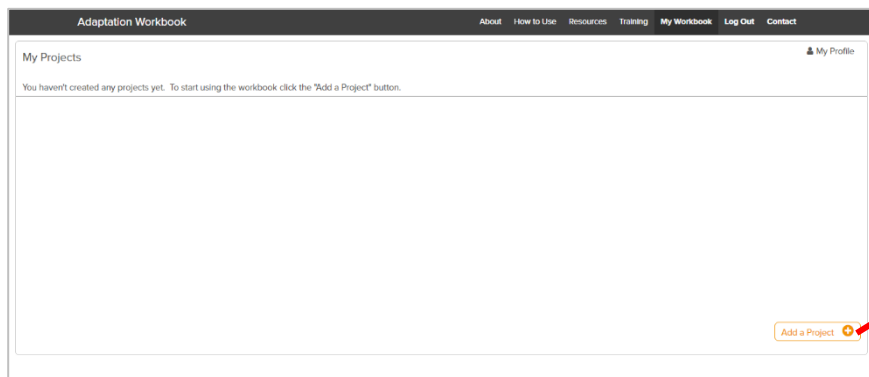 Adaptation Workbook About How to Use Resources Training My Workbook Log Out Contact
My Projects My Profile
You haven't created any projects yet. To start using the workbook click the "Add a Project" button.
Add a Project